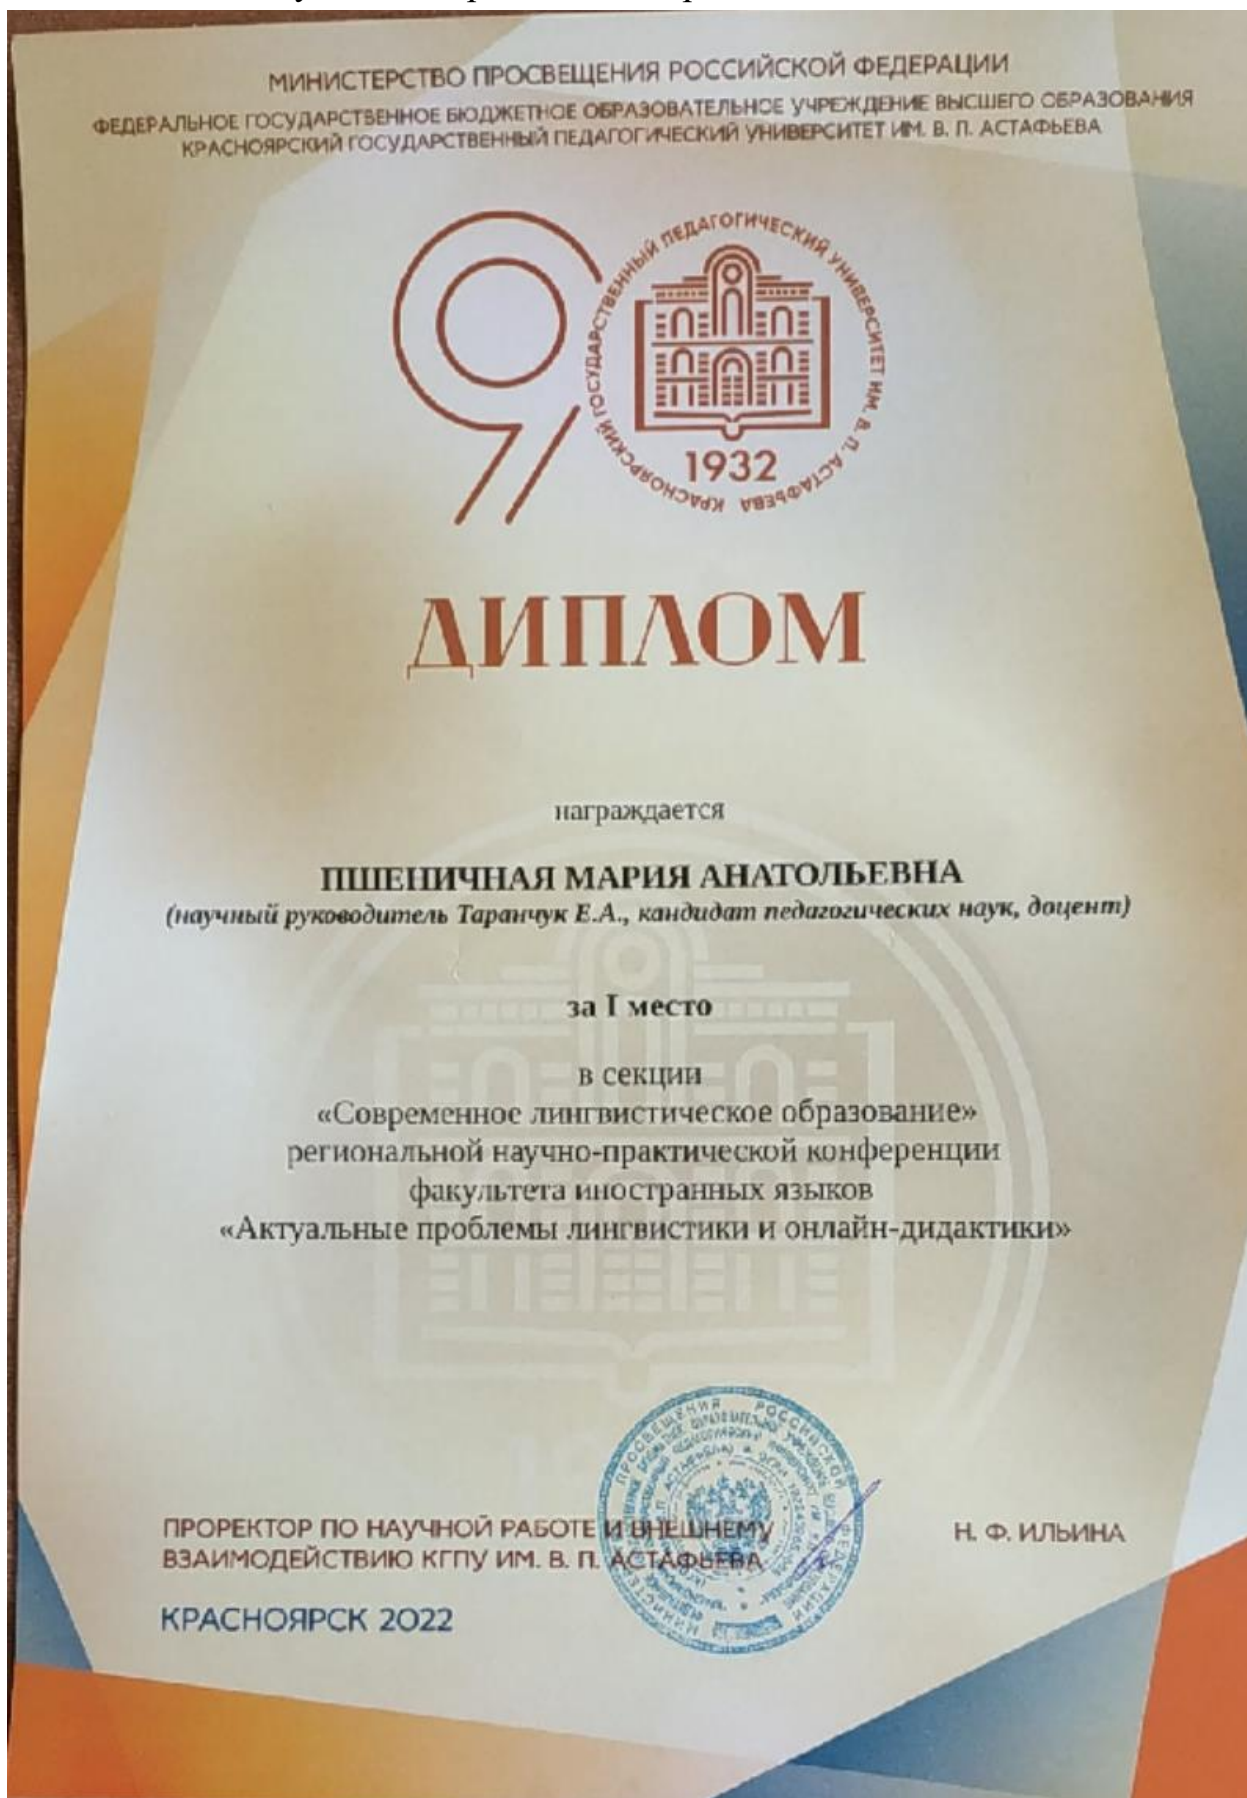 МИНИСТЕРСТВО ПРОСВЕЩЕНИЯ РОССИЙСКОЙ ФЕДЕРАЦИИ
ФЕДЕРАЛЬНОЕ ГОСУДАРСТВЕННОЕ БЮДЖЕТНОЕ ОБРАЗОВАТЕЛЬНОЕ УЧРЕЖДЕНИЕ ВЫСШЕГО ОБРАЗОВАНИЯ
КРАСНОЯРСКИЙ ГОСУДАРСТВЕННЫЙ ПЕДАГОГИЧЕСКИЙ УНИВЕРСИТЕТ ИМ. В. П. АСТАФЬЕВА
90
КРАСНОЯРСКИЙ ГОСУДАРСТВЕННЫЙ ПЕДАГОГИЧЕСКИЙ УНИВЕРСИТЕТ ИМ. В. П. АСТАФЬЕВА
1932
ДИПЛОМ
награждается
ПШЕНИЧНАЯ МАРИЯ АНАТОЛЬЕВНА
(научный руководитель Таранчук Е.А., кандидат педагогических наук, доцент)
за I место
в секции
«Современное лингвистическое образование»
региональной научно-практической конференции
факультета иностранных языков
«Актуальные проблемы лингвистики и онлайн-дидактики»
ПРОРЕКТОР ПО НАУЧНОЙ РАБОТЕ И ВНЕШНЕМУ
ВЗАИМОДЕЙСТВИЮ КГПУ ИМ. В. П. АСТАФЬЕВА
Н. Ф. ИЛЬИНА
КРАСНОЯРСК 2022